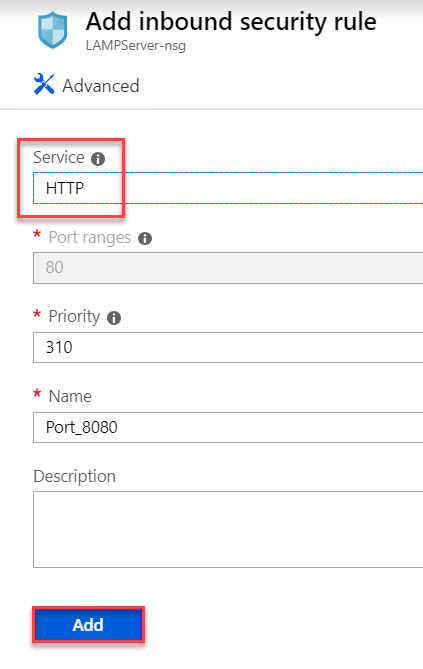 Add inbound security rule
LAMPServer-nsg
Advanced
Service
HTTP
* Port ranges
80
* Priority
310
* Name
Port_8080
Description
Add